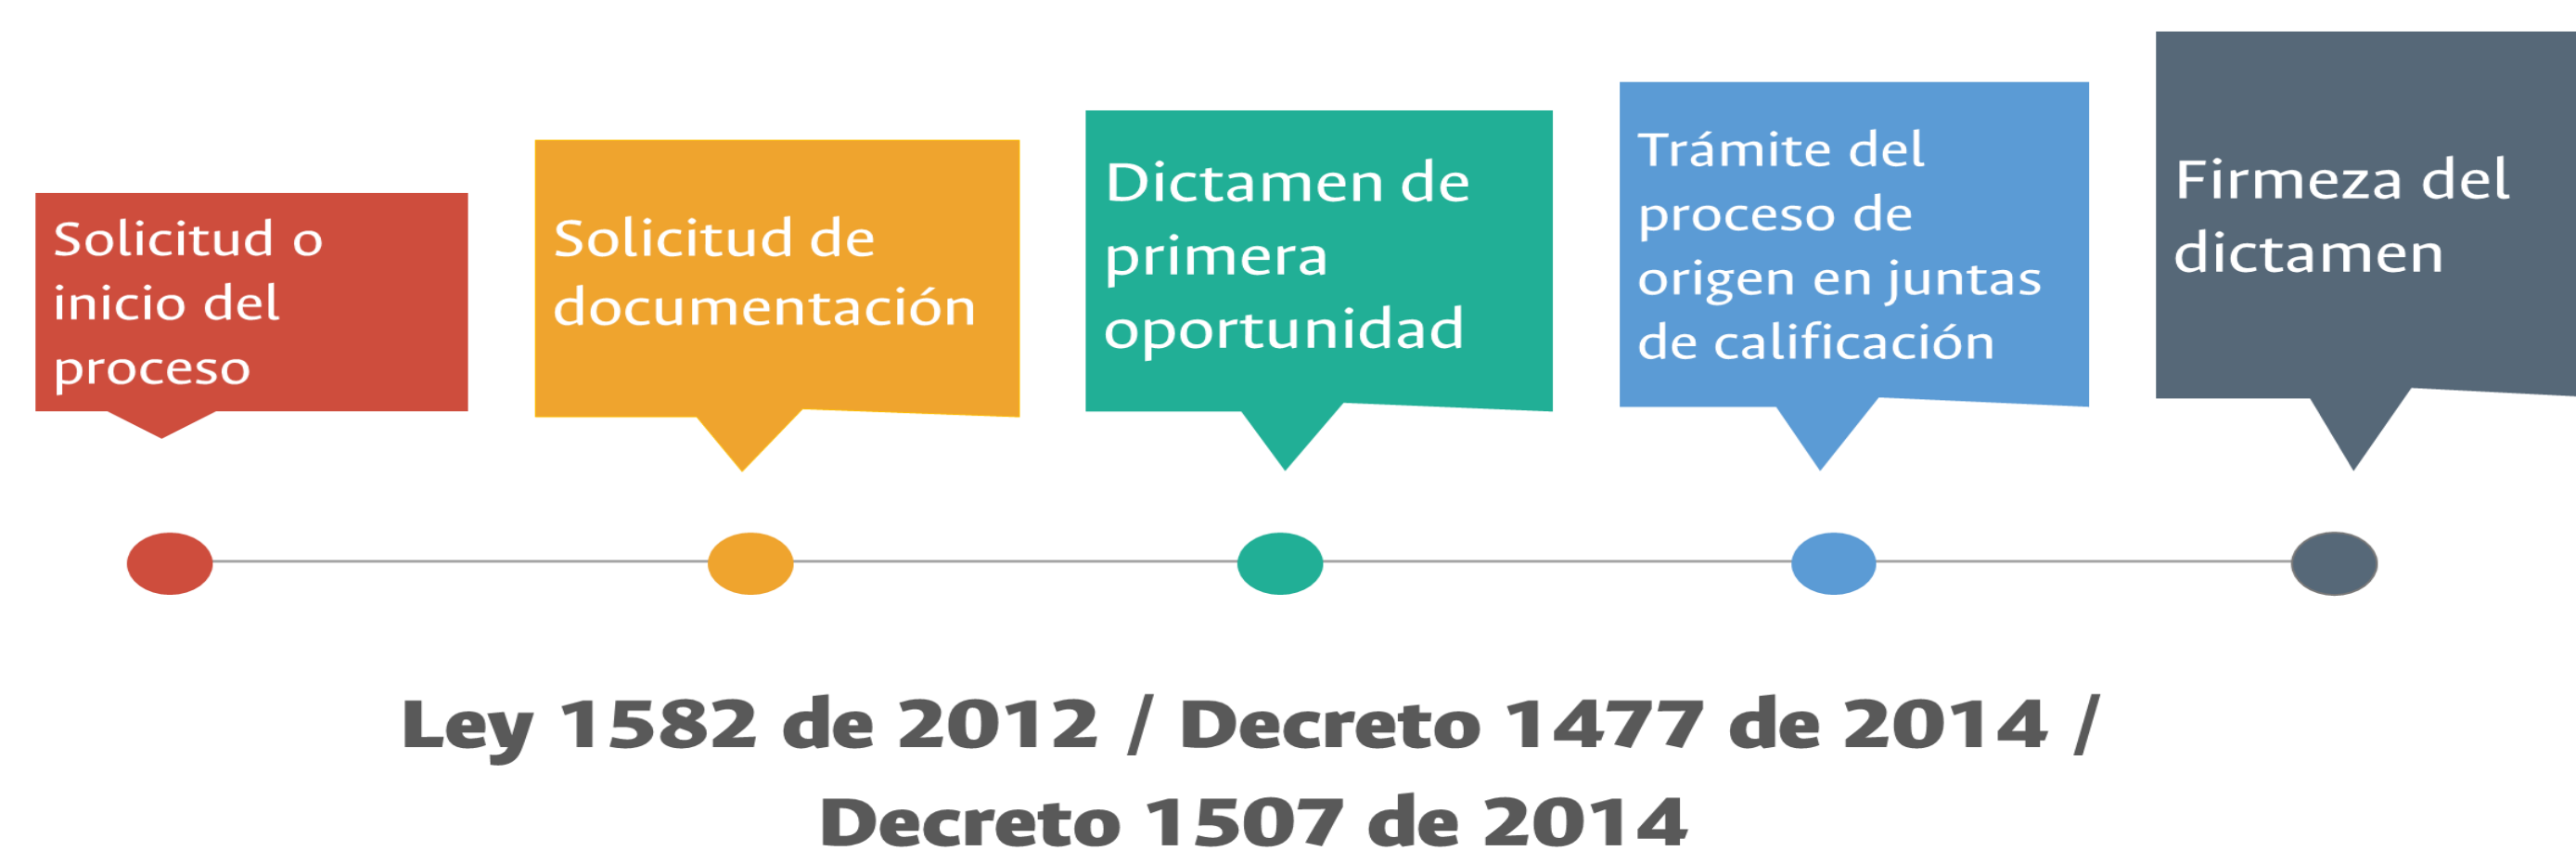 Solicitud o
inicio del
proceso
Solicitud de
documentación
Dictamen de
primera
oportunidad
Trámite del
proceso de
origen en juntas
de calificación
Firmeza del
dictamen
Ley 1582 de 2012 / Decreto 1477 de 2014 /
Decreto 1507 de 2014